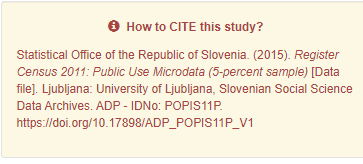 How to CITE this study?
Statistical Office of the Republic of Slovenia. (2015). Register
Census 2011: Public Use Microdata (5-percent sample) [Data
file]. Ljubljana: University of Ljubljana, Slovenian Social Science
Data Archives. ADP - IDNo: POPIS11P.
https://doi.org/10.17898/ADP_POPIS11P_V1